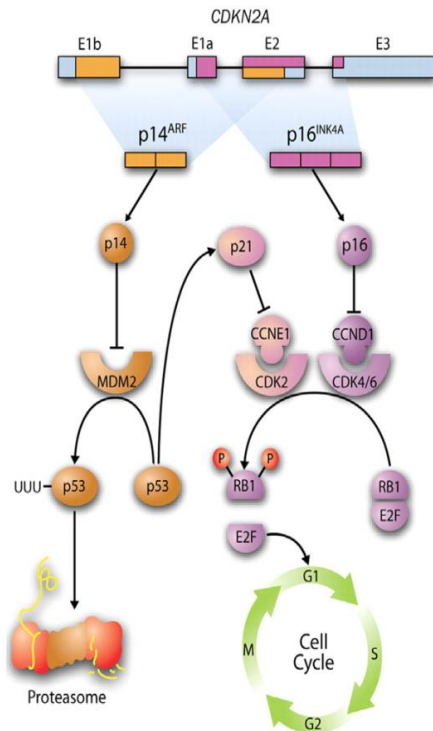 CDKN2A
E1b E1a E2 E3
p14ARF p16INK4A
p14 p21 p16
CCNE1 CCND1
MDM2 CDK2 CDK4/6
P P
UUU p53 p53 RB1 RB1
E2F E2F
G1
M Cell Cycle S
G2
Proteasome